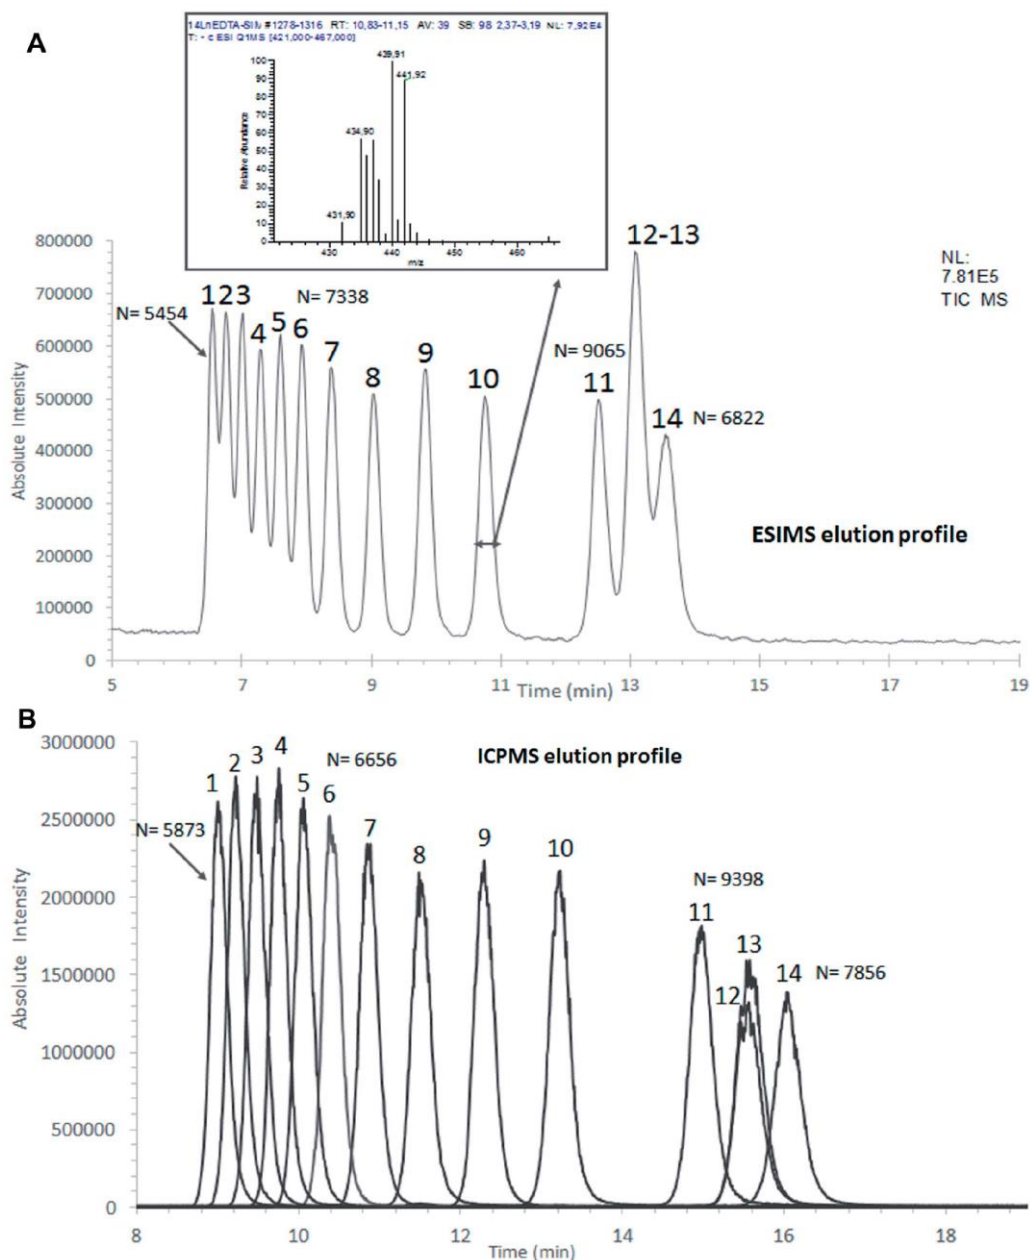 A
14LnEDTA-SIM #1278-1316 RT: 10,83-11,15 AV: 39 SB: 98 2,37-3,19 NL: 7,92E4
T: - c ESI Q1MS [421,000-467,000]
439,91
441,92
434,90
431,90
100
90
80
70
60
50
40
30
20
10
0
Relative Abundance
430 440 450 460
m/z
NL:
7.81E5
TIC MS
800000
700000
600000
500000
400000
300000
200000
100000
0
Absolute Intensity
N= 5454
1 2 3
N= 7338
4 5 6 7 8 9 10
N= 9065
11
12-13
14
N= 6822
ESIMS elution profile
5 7 9 11 13 15 17 19
Time (min)
B
3000000
2500000
2000000
1500000
1000000
500000
0
Absolute Intensity
ICPMS elution profile
N= 5873
1 2 3 4 5 6
N= 6656
7 8 9 10
N= 9398
11
12
13
14
N= 7856
8 10 12 14 16 18
Time (min)